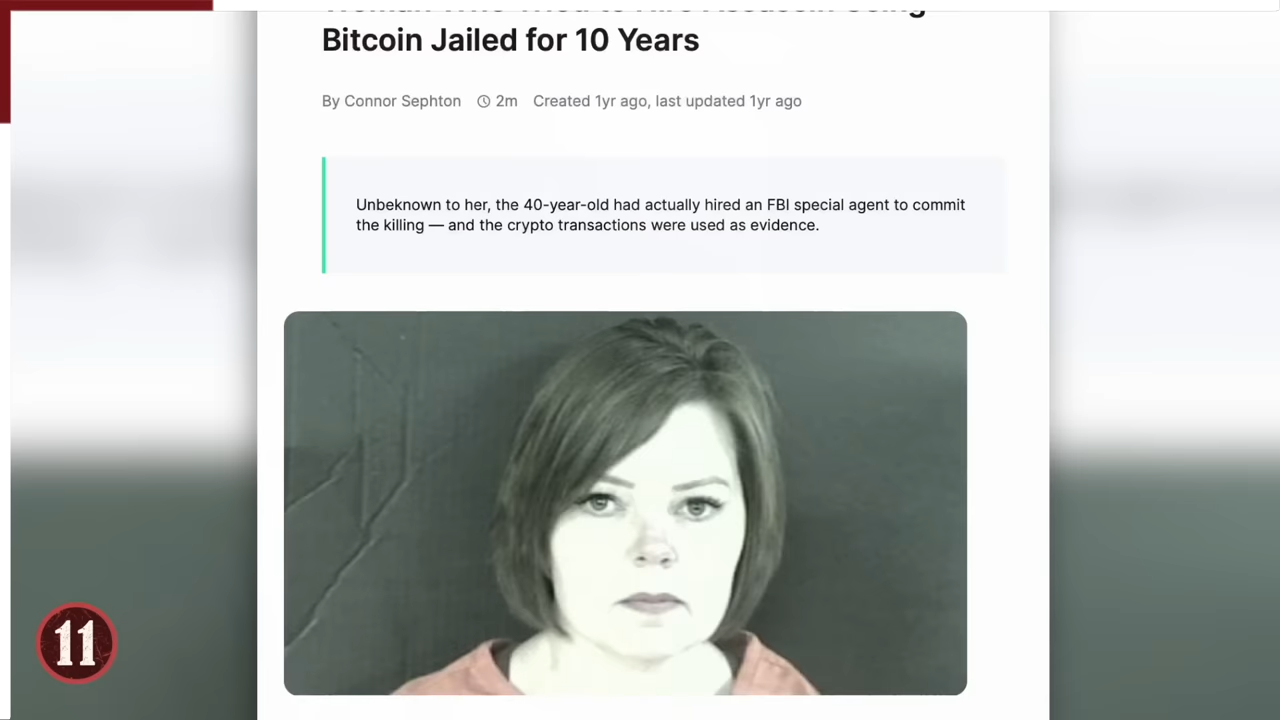 Bitcoin Jailed for 10 Years
By Connor Sephton 2m Created 1yr ago, last updated 1yr ago
Unbeknown to her, the 40-year-old had actually hired an FBI special agent to commit
the killing — and the crypto transactions were used as evidence.
11